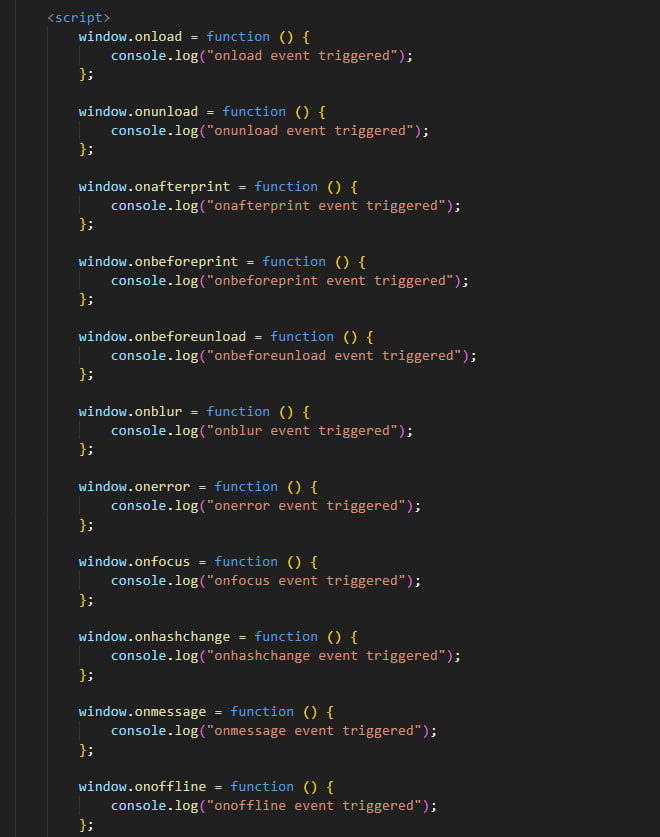 <script>
window.onload = function () {
console.log("onload event triggered");
};
window.onunload = function () {
console.log("onunload event triggered");
};
window.onafterprint = function () {
console.log("onafterprint event triggered");
};
window.onbeforeprint = function () {
console.log("onbeforeprint event triggered");
};
window.onbeforeunload = function () {
console.log("onbeforeunload event triggered");
};
window.onblur = function () {
console.log("onblur event triggered");
};
window.onerror = function () {
console.log("onerror event triggered");
};
window.onfocus = function () {
console.log("onfocus event triggered");
};
window.onhashchange = function () {
console.log("onhashchange event triggered");
};
window.onmessage = function () {
console.log("onmessage event triggered");
};
window.onoffline = function () {
console.log("onoffline event triggered");
};